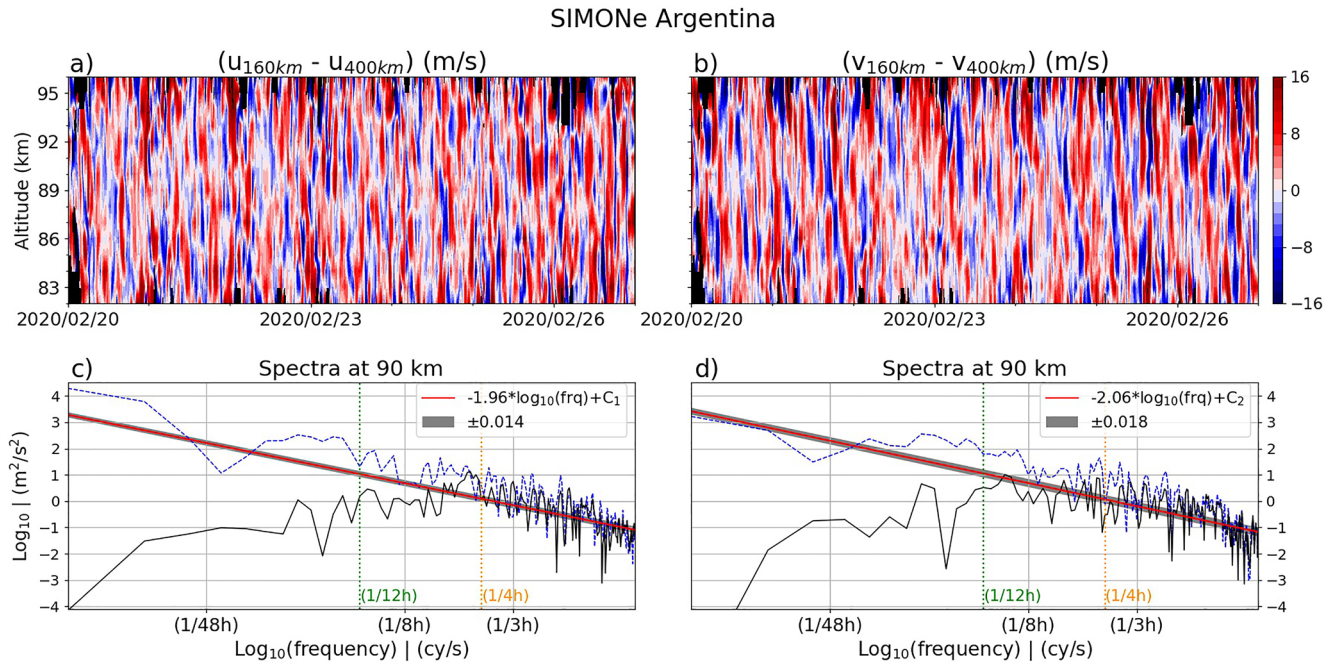 SIMONe Argentina
a) (u160km - u400km) (m/s)
b) (v160km - v400km) (m/s)
Altitude (km)
95
92
89
86
83
2020/02/20 2020/02/23 2020/02/26
2020/02/20 2020/02/23 2020/02/26
16
8
0
−8
−16
c) Spectra at 90 km
Log10 | (m2/s2)
4
3
2
1
0
−1
−2
−3
−4
-1.96*log10(frq)+C1
±0.014
(1/12h) (1/4h)
(1/48h) (1/8h) (1/3h)
Log10(frequency) | (cy/s)
d) Spectra at 90 km
-2.06*log10(frq)+C2
±0.018
(1/12h) (1/4h)
4
3
2
1
0
−1
−2
−3
−4
(1/48h) (1/8h) (1/3h)
Log10(frequency) | (cy/s)